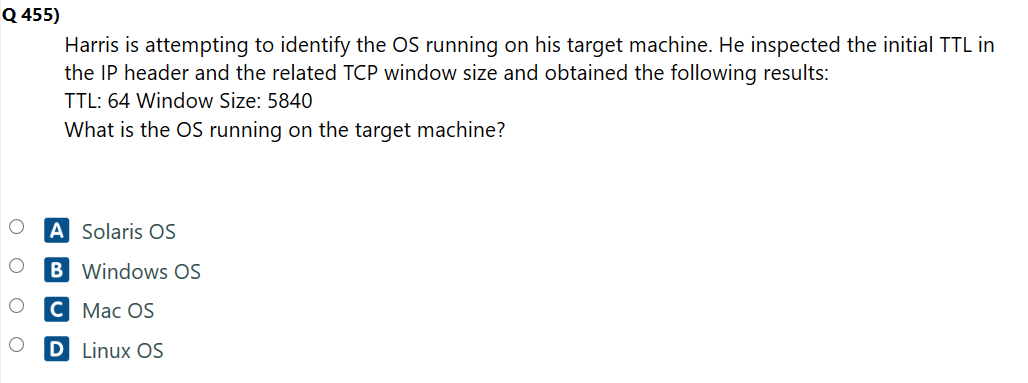 Q 455)
Harris is attempting to identify the OS running on his target machine. He inspected the initial TTL in
the IP header and the related TCP window size and obtained the following results:
TTL: 64 Window Size: 5840
What is the OS running on the target machine?
A Solaris OS
B Windows OS
C Mac OS
D Linux OS